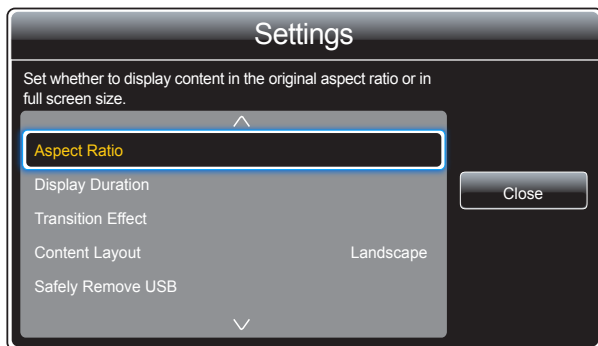 Settings
Set whether to display content in the original aspect ratio or in
full screen size.
Aspect Ratio
Display Duration
Close
Transition Effect
Content Layout Landscape
Safely Remove USB